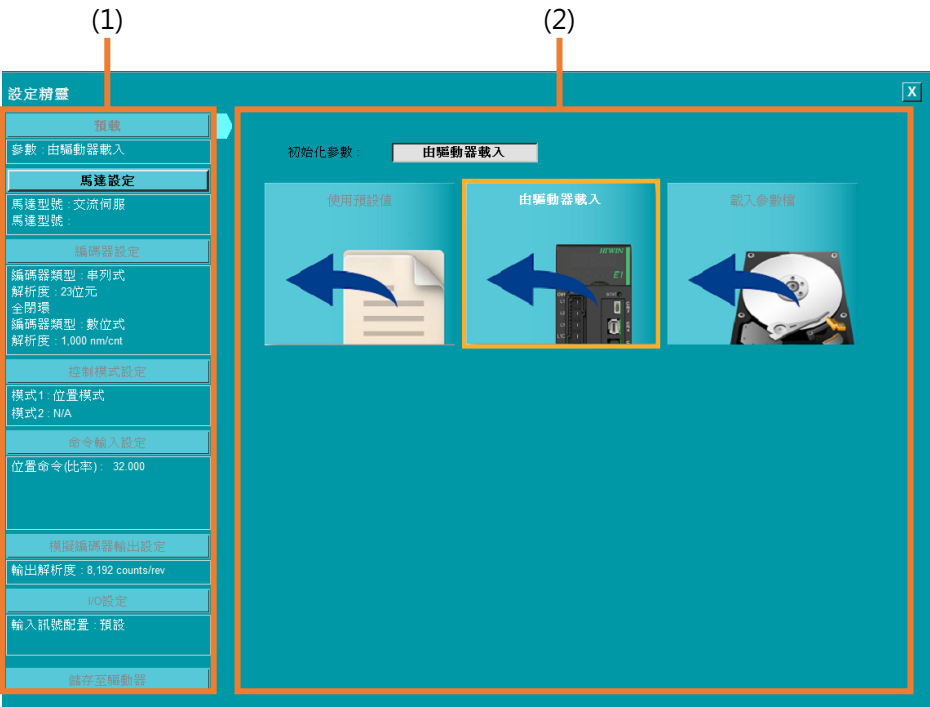 (1)
(2)
設定精靈
X
預載
參數 : 由驅動器載入
馬達設定
馬達型號 : 交流伺服
馬達型號 :
編碼器設定
編碼器類型 : 串列式
解析度 : 23位元
全閉環
編碼器類型 : 數位式
解析度 : 1,000 nm/cnt
控制模式設定
模式1 : 位置模式
模式2 : N/A
命令輸入設定
位置命令(比率) : 32.000
模擬編碼器輸出設定
輸出解析度 : 8,192 counts/rev
I/O設定
輸入訊號配置 : 預設
儲存至驅動器
初始化參數 :
由驅動器載入
使用預設值
由驅動器載入
HIWIN
E1
載入參數檔